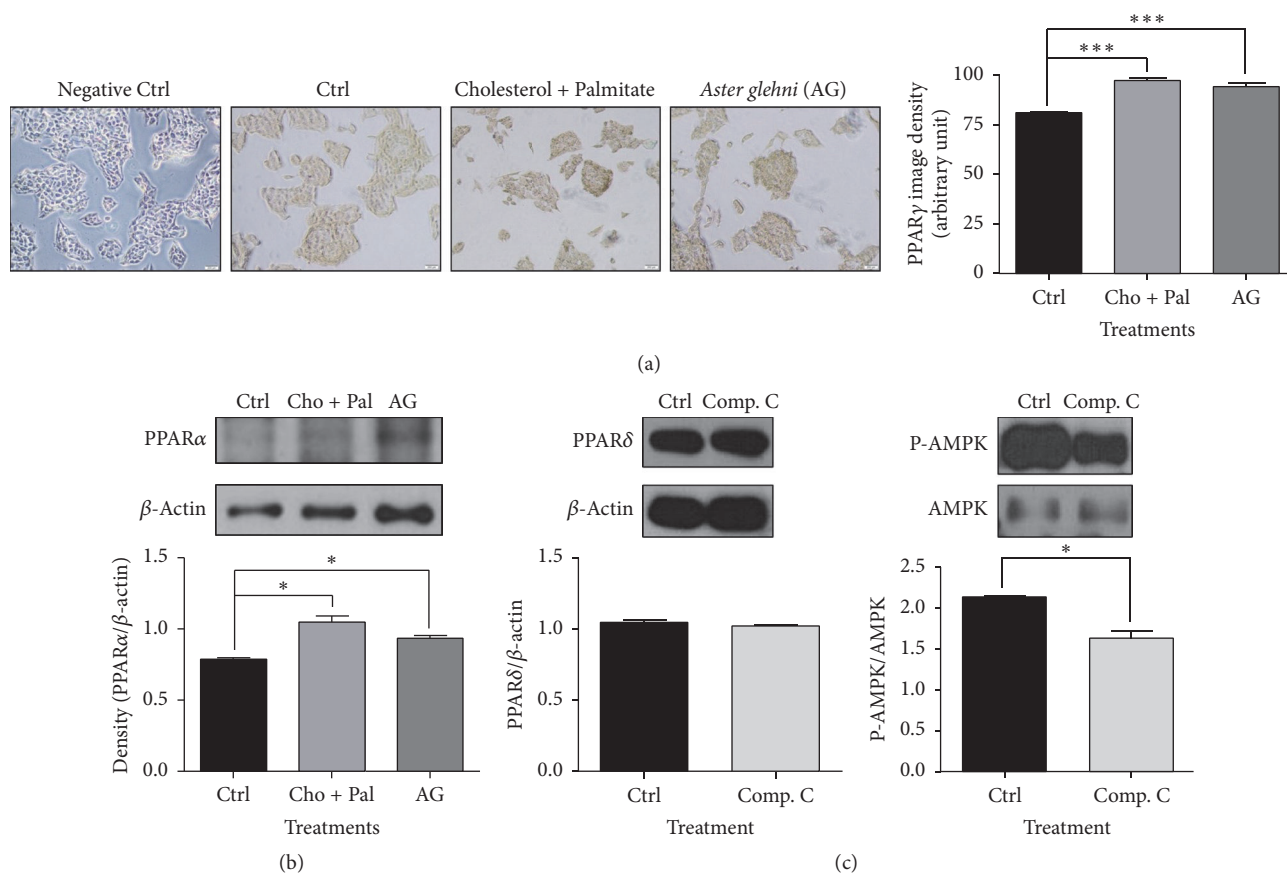 Negative Ctrl
Ctrl
Cholesterol + Palmitate
Aster glehni (AG)
***
***
PPARγ image density
(arbitrary unit)
100
75
50
25
0
Ctrl
Cho + Pal
AG
Treatments
(a)
Ctrl
Cho + Pal
AG
PPARα
β-Actin
Density (PPARα/β-actin)
1.5
1.0
0.5
0.0
*
*
Ctrl
Cho + Pal
AG
Treatments
(b)
Ctrl
Comp. C
PPARδ
β-Actin
PPARδ/β-actin
1.5
1.0
0.5
0.0
Ctrl
Comp. C
Treatment
Ctrl
Comp. C
P-AMPK
AMPK
P-AMPK/AMPK
2.5
2.0
1.5
1.0
0.5
0.0
*
Ctrl
Comp. C
Treatment
(c)